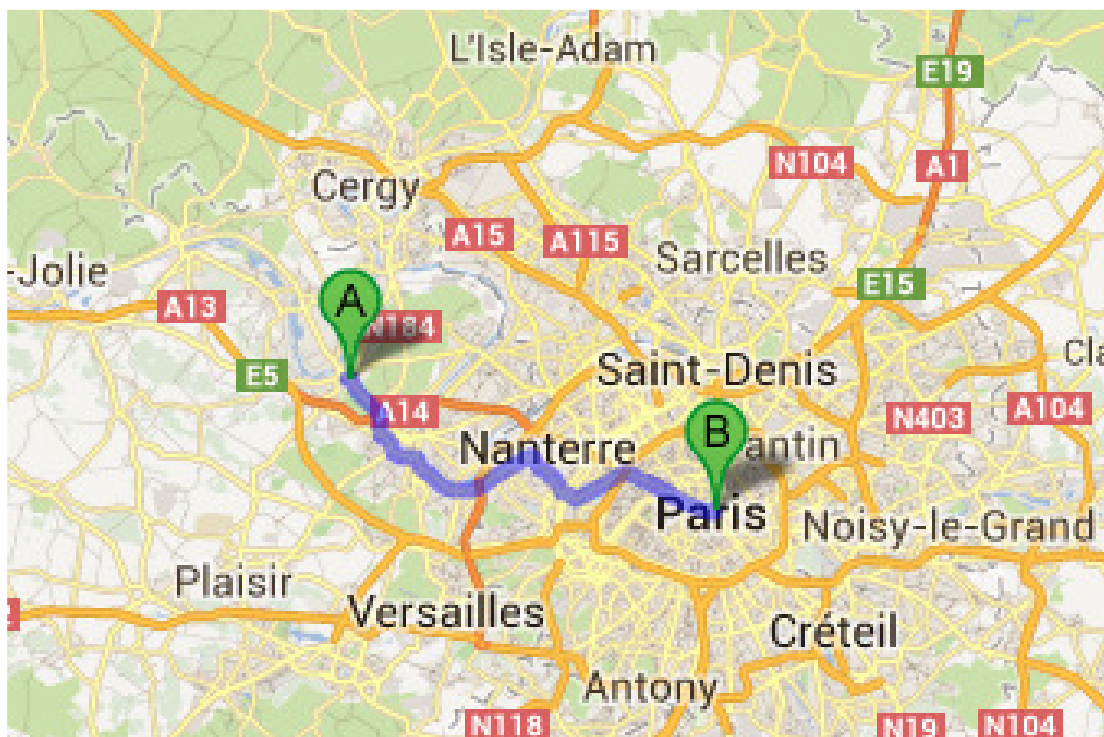 L'Isle-Adam
E19
N104
A1
Cergy
A15
A115
Sarcelles
-Jolie
E15
A13
A
N184
Cla
E5
Saint-Denis
A14
N403
A104
B
antin
Nanterre
Paris
Noisy-le-Grand
Plaisir
Versailles
Créteil
Antony
N118
N19
N104